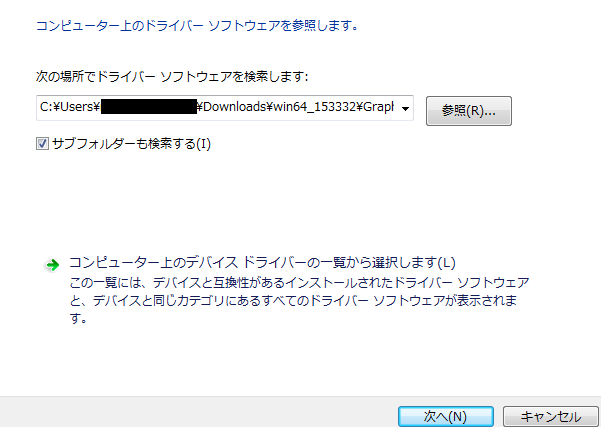 コンピューター上のドライバー ソフトウェアを参照します。
次の場所でドライバー ソフトウェアを検索します:
C:¥Users¥ ¥Downloads¥win64_153332¥Graph
参照(R)...
サブフォルダーも検索する(I)
コンピューター上のデバイス ドライバーの一覧から選択します(L)
この一覧には、デバイスと互換性があるインストールされたドライバー ソフトウェア
と、デバイスと同じカテゴリにあるすべてのドライバー ソフトウェアが表示されま
す。
次へ(N)
キャンセル